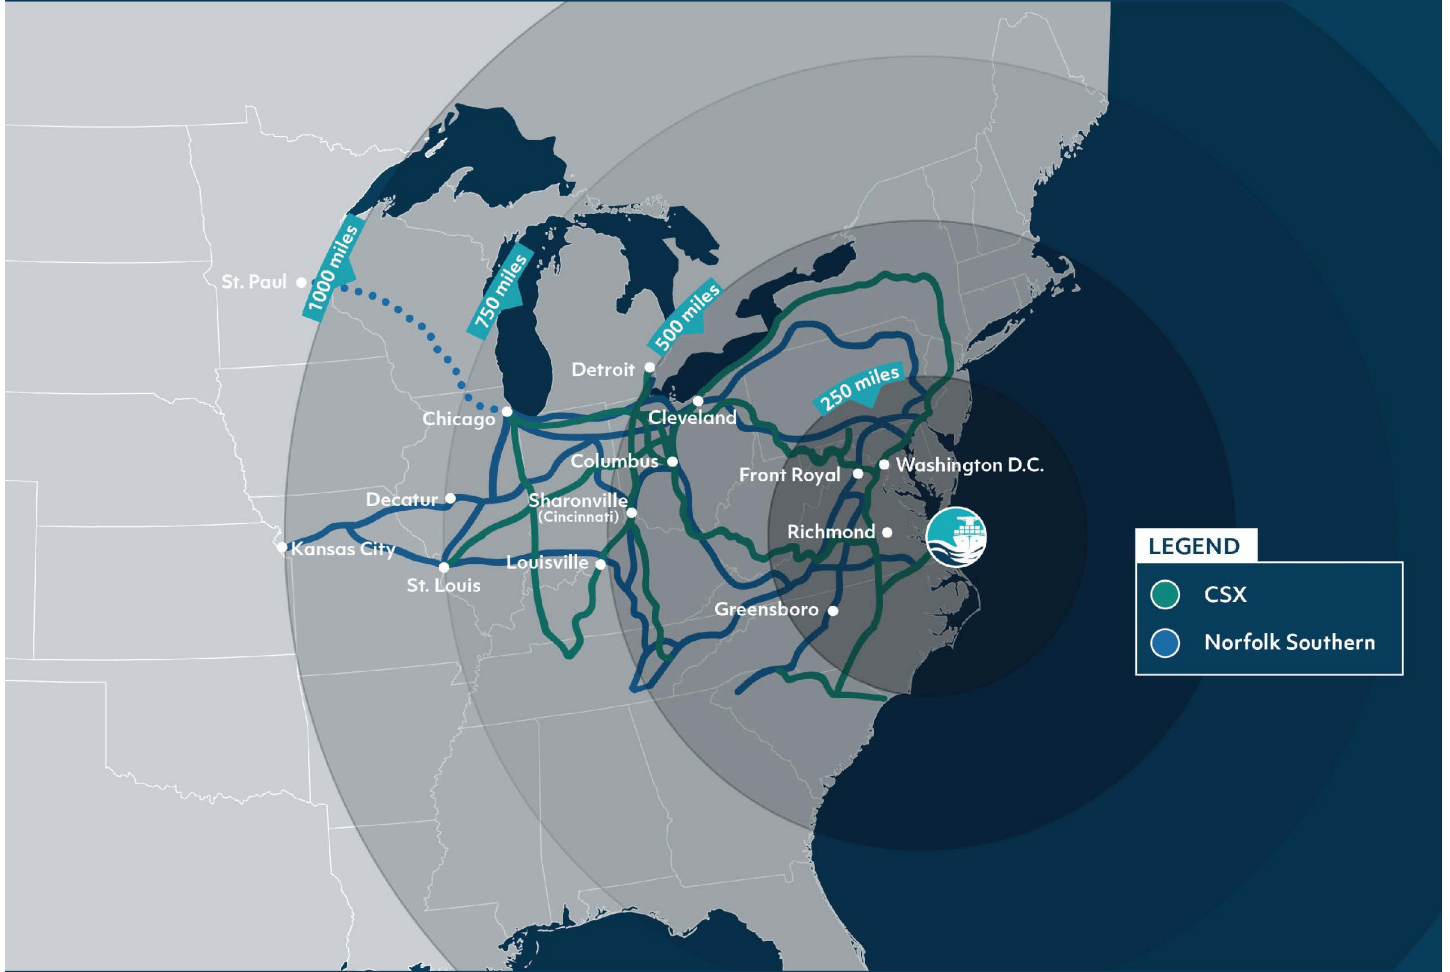 St. Paul
1000 miles
750 miles
500 miles
Detroit
250 miles
Chicago
Cleveland
Columbus
Front Royal
Washington D.C.
Decatur
Sharonville
(Cincinnati)
Richmond
Kansas City
Louisville
St. Louis
Greensboro
LEGEND
CSX
Norfolk Southern